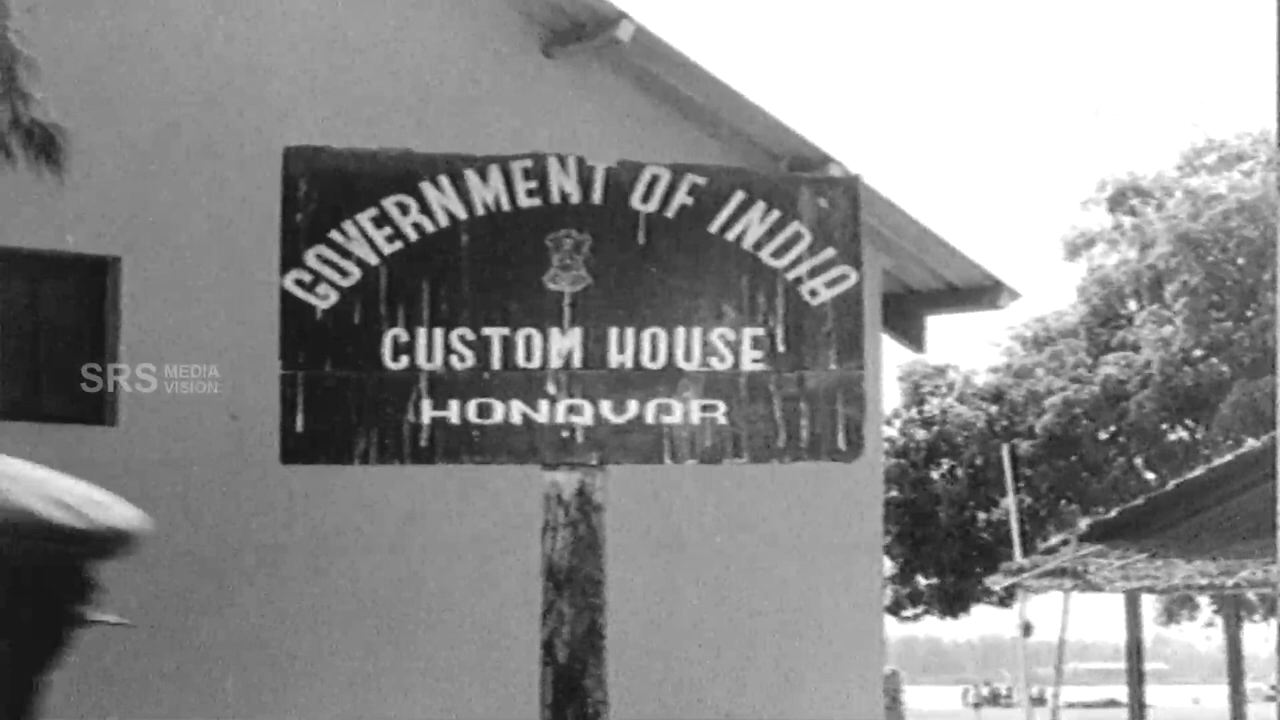 GOVERNMENT OF INDIA
CUSTOM HOUSE
HONAVAR
SRS MEDIA
VISION